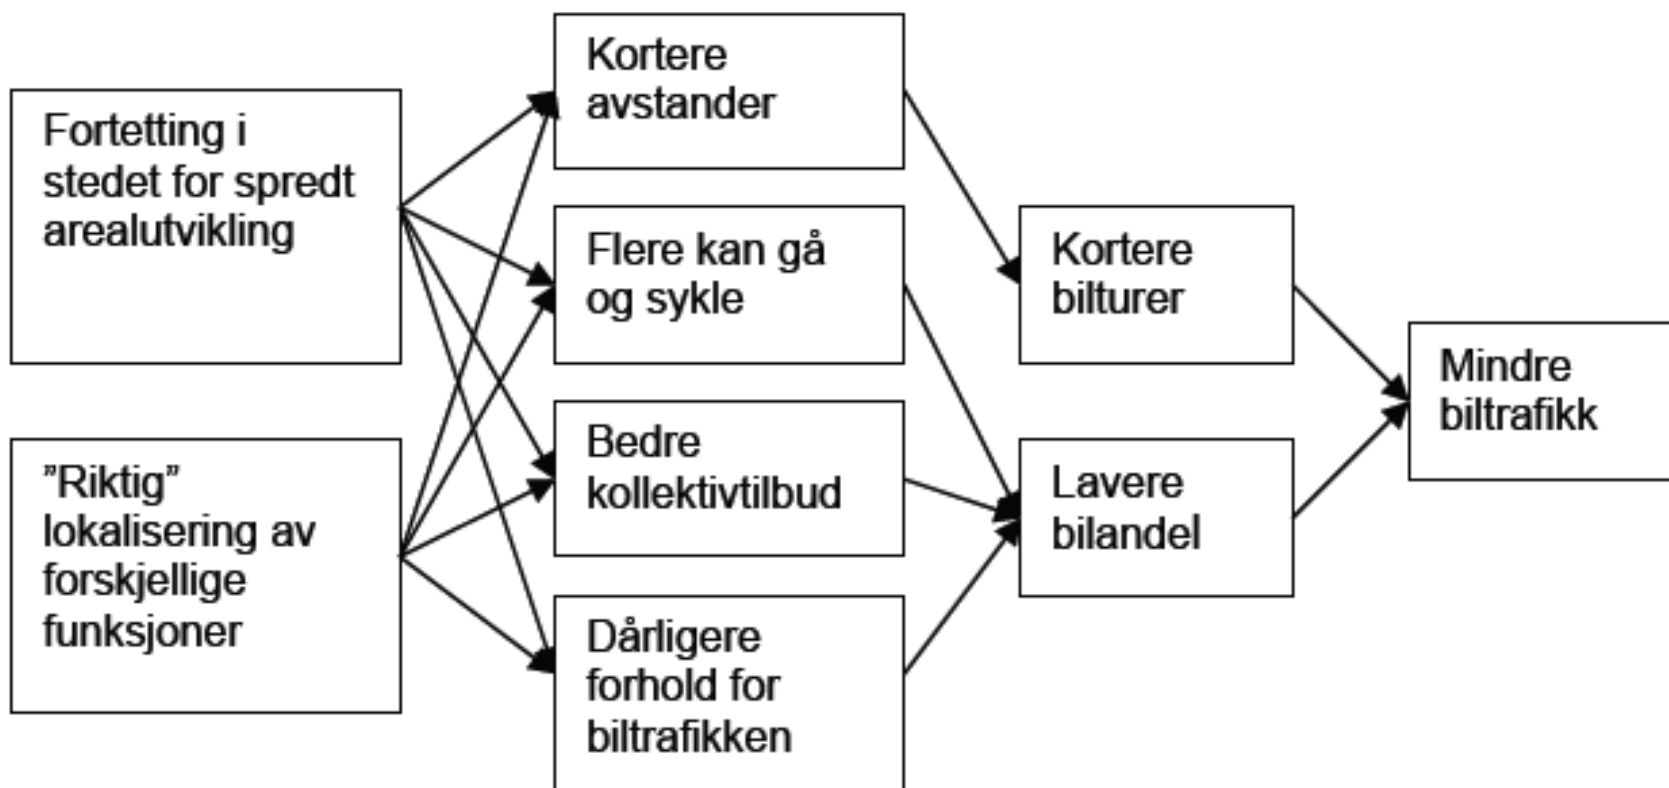 Fortetting i
stedet for spredt
arealutvikling
”Riktig”
lokalisering av
forskjellige
funksjoner
Kortere
avstander
Flere kan gå
og sykle
Bedre
kollektivtilbud
Dårligere
forhold for
biltrafikken
Kortere
bilturer
Lavere
bilandel
Mindre
biltrafikk